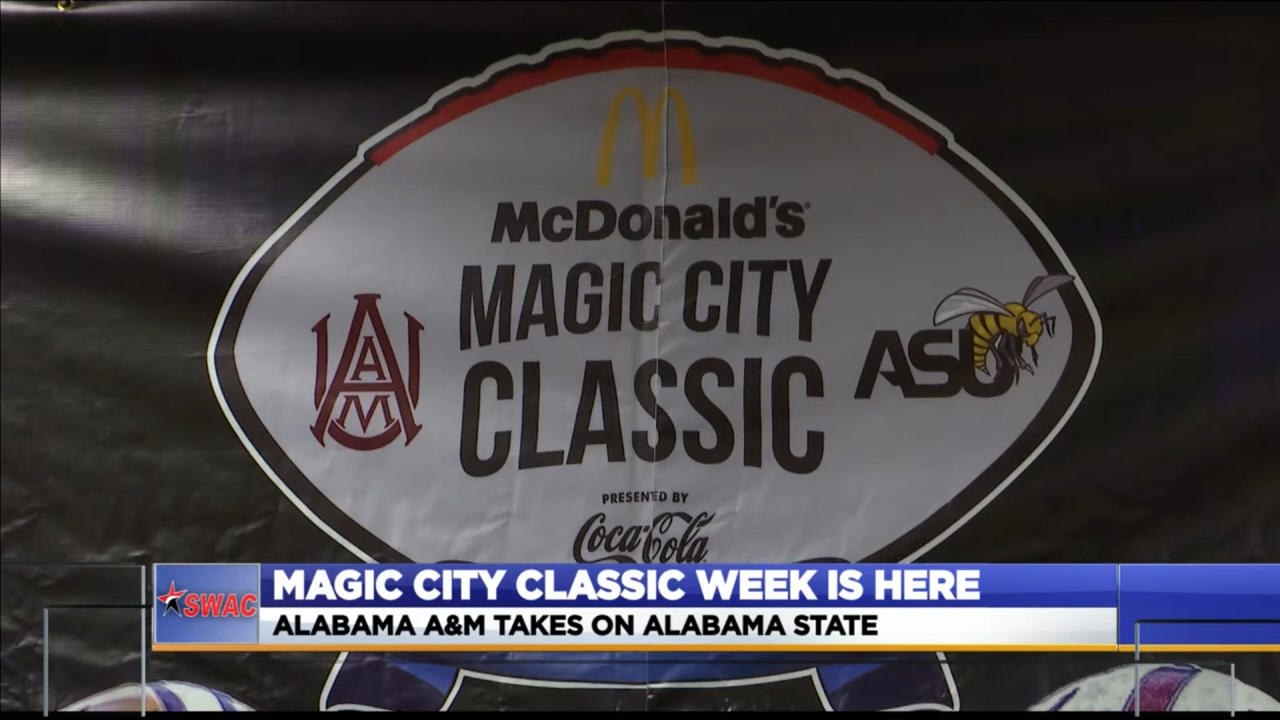 McDonald's
MAGIC CITY
CLASSIC
AAM
ASU
PRESENTED BY
Coca-Cola
SWAC
MAGIC CITY CLASSIC WEEK IS HERE
ALABAMA A&M TAKES ON ALABAMA STATE